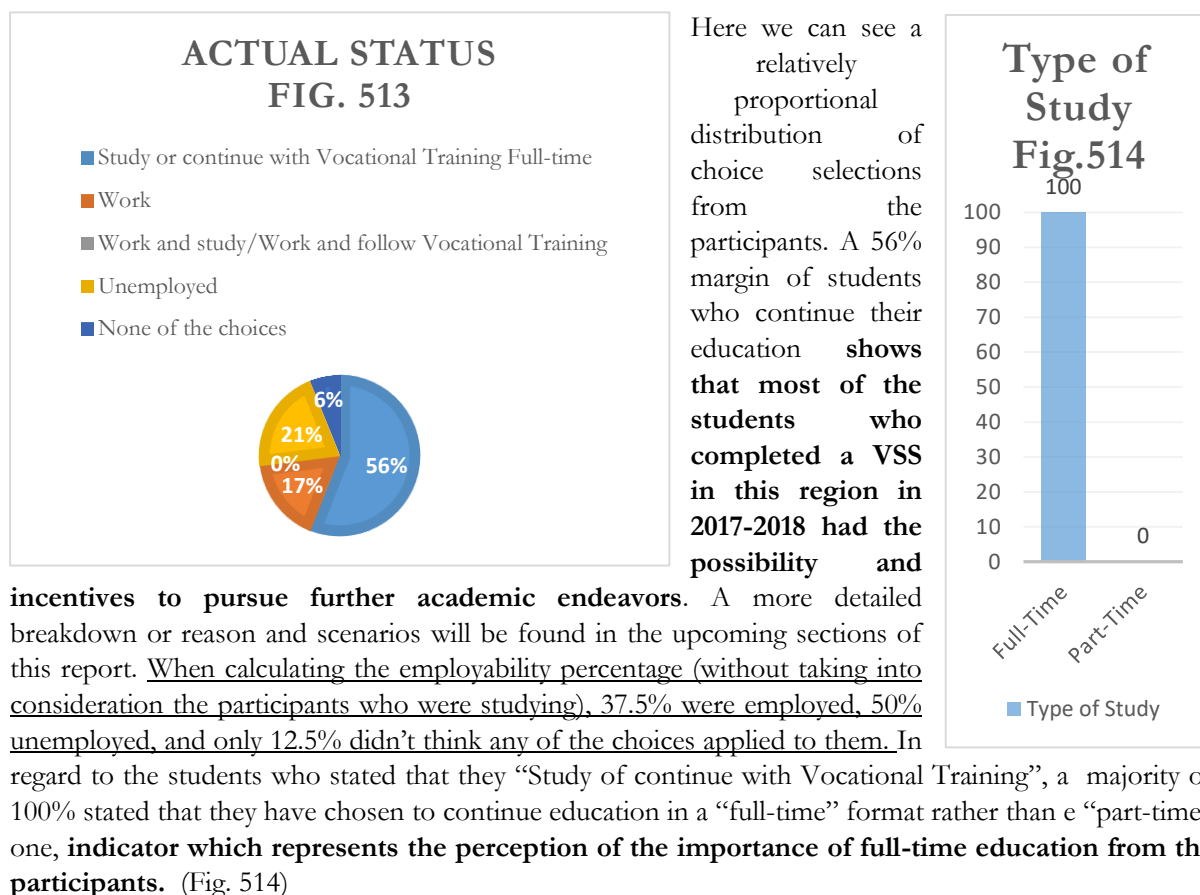 ACTUAL STATUS
FIG. 513
Study or continue with Vocational Training Full-time
Work
Work and study/Work and follow Vocational Training
Unemployed
None of the choices
6%
21%
0%
17%
56%
Here we can see a
relatively
proportional
distribution of
choice selections
from the
participants. A 56%
margin of students
who continue their
education shows
that most of the
students who
completed a VSS
in this region in
2017-2018 had the
possibility and
incentives to pursue further academic endeavors. A more detailed
breakdown or reason and scenarios will be found in the upcoming sections of
this report. When calculating the employability percentage (without taking into
consideration the participants who were studying), 37.5% were employed, 50%
unemployed, and only 12.5% didn't think any of the choices applied to them. In
regard to the students who stated that they “Study of continue with Vocational Training”, a majority o
100% stated that they have chosen to continue education in a “full-time” format rather than e “part-time
one, indicator which represents the perception of the importance of full-time education from th
participants. (Fig. 514)
Type of
Study
Fig.514
100
100
90
80
70
60
50
40
30
20
10
0
0
Full-Time
Part-Time
Type of Study